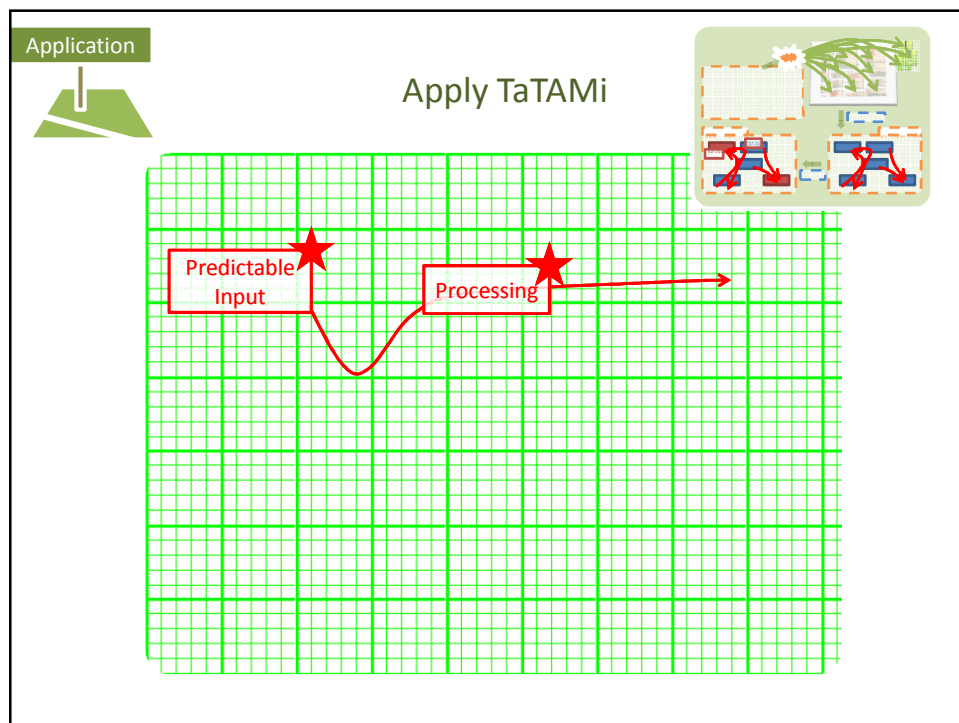 Application
Apply TaTAMi
Predictable
Input
Processing